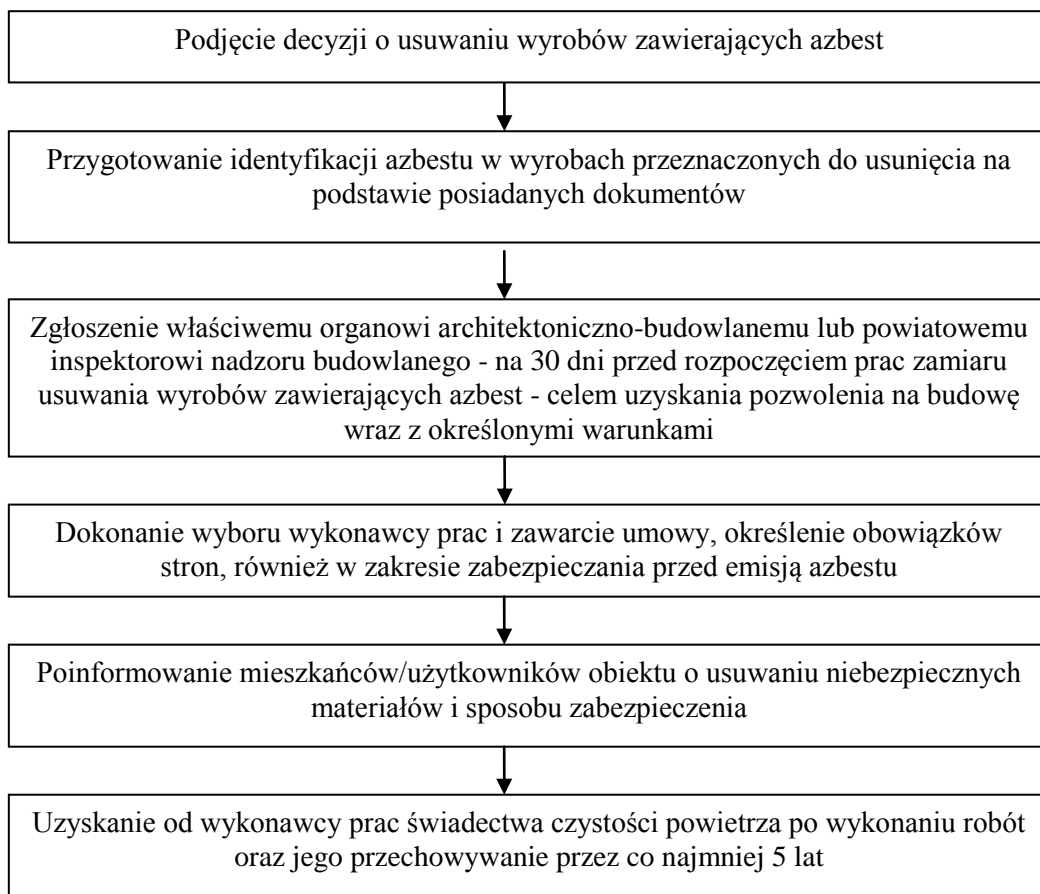 Podjęcie decyzji o usuwaniu wyrobów zawierających azbest
Przygotowanie identyfikacji azbestu w wyrobach przeznaczonych do usunięcia na
podstawie posiadanych dokumentów
Zgłoszenie właściwemu organowi architektoniczno-budowlanemu lub powiatowemu
inspektorowi nadzoru budowlanego - na 30 dni przed rozpoczęciem prac zamiaru
usuwania wyrobów zawierających azbest - celem uzyskania pozwolenia na budowę
wraz z określonymi warunkami
Dokonanie wyboru wykonawcy prac i zawarcie umowy, określenie obowiązków
stron, również w zakresie zabezpieczania przed emisją azbestu
Poinformowanie mieszkańców/użytkowników obiektu o usuwaniu niebezpiecznych
materiałów i sposobu zabezpieczenia
Uzyskanie od wykonawcy prac świadectwa czystości powietrza po wykonaniu robót
oraz jego przechowywanie przez co najmniej 5 lat